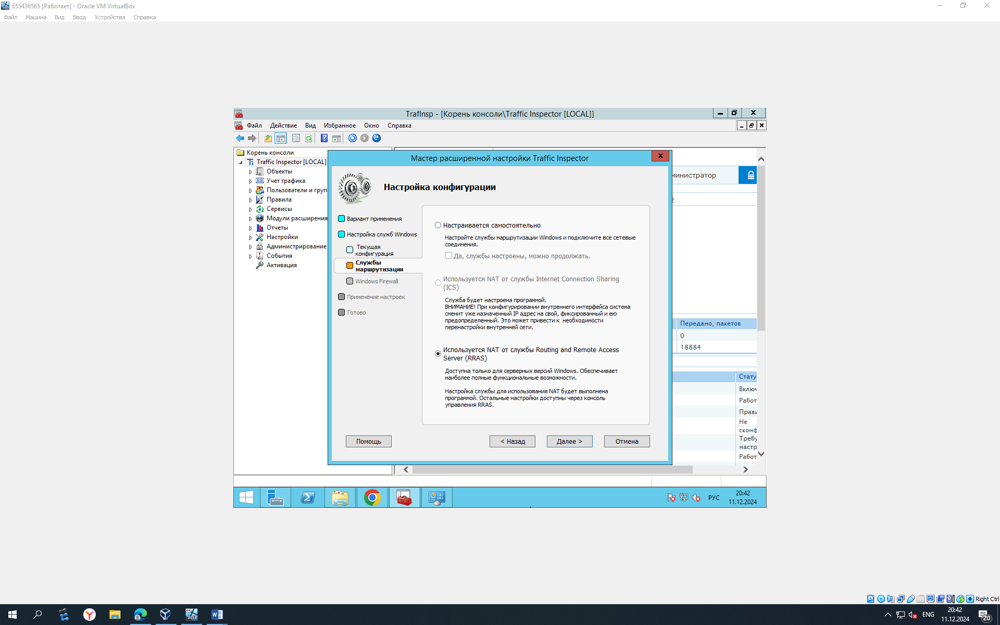 655436565 [Работает] - Oracle VM VirtualBox
Файл Машина Вид Ввод Устройства Справка
TrafInsp - [Корень консоли\Traffic Inspector [LOCAL]]
Файл Действие Вид Избранное Окно Справка
Корень консоли
Traffic Inspector [LOCAL]
Объекты
Учет трафика
Пользователи и груп
Правила
Сервисы
Модули расширения
Отчеты
Настройки
Администрирование
События
Активация
Мастер расширенной настройки Traffic Inspector
Настройка конфигурации
Вариант применения
Настройка служб Windows
Текущая
конфигурация
Службы
маршрутизации
Windows Firewall
Применение настроек
Готово
Настраивается самостоятельно
Настройте службы маршрутизации Windows и подключите все сетевые
соединения.
Да, службы настроены, можно продолжать.
Используется NAT от службы Internet Connection Sharing
(ICS)
Служба будет настроена программой.
ВНИМАНИЕ! При конфигурировании внутреннего интерфейса система
сменит уже назначенный IP адрес на свой, фиксированный и ею
предопределенный. Это может привести к  необходимости
перенастройки внутренней сети.
Используется NAT от службы Routing and Remote Access
Server (RRAS)
Доступна только для серверных версий Windows. Обеспечивает
наиболее полные функциональные возможности.
Настройка службы для использования NAT будет выполнена
программой. Остальные настройки доступны через консоль
управления RRAS.
Помощь
< Назад
Далее >
Отмена
министратор
Передано, пакетов
0
18884
Стату
Включ
Работ
Прави
Не
сконф
Требу
настр
Работ
РУС
20:42
11.12.2024
Right Ctrl
ENG
20:42
11.12.2024
20